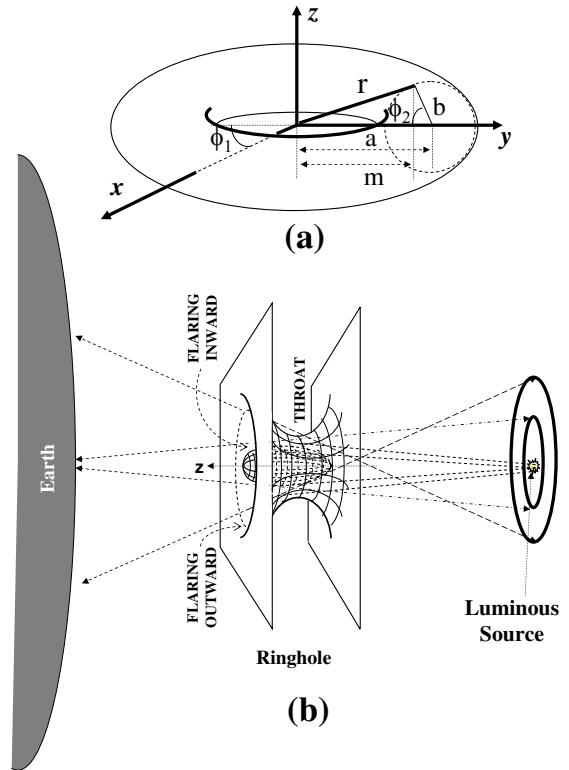 z
r
b
ϕ₁
ϕ₂
a
y
m
x
(a)
FLARING
INWARD
THROAT
Earth
z
FLARING
OUTWARD
Luminous
Source
Ringhole
(b)